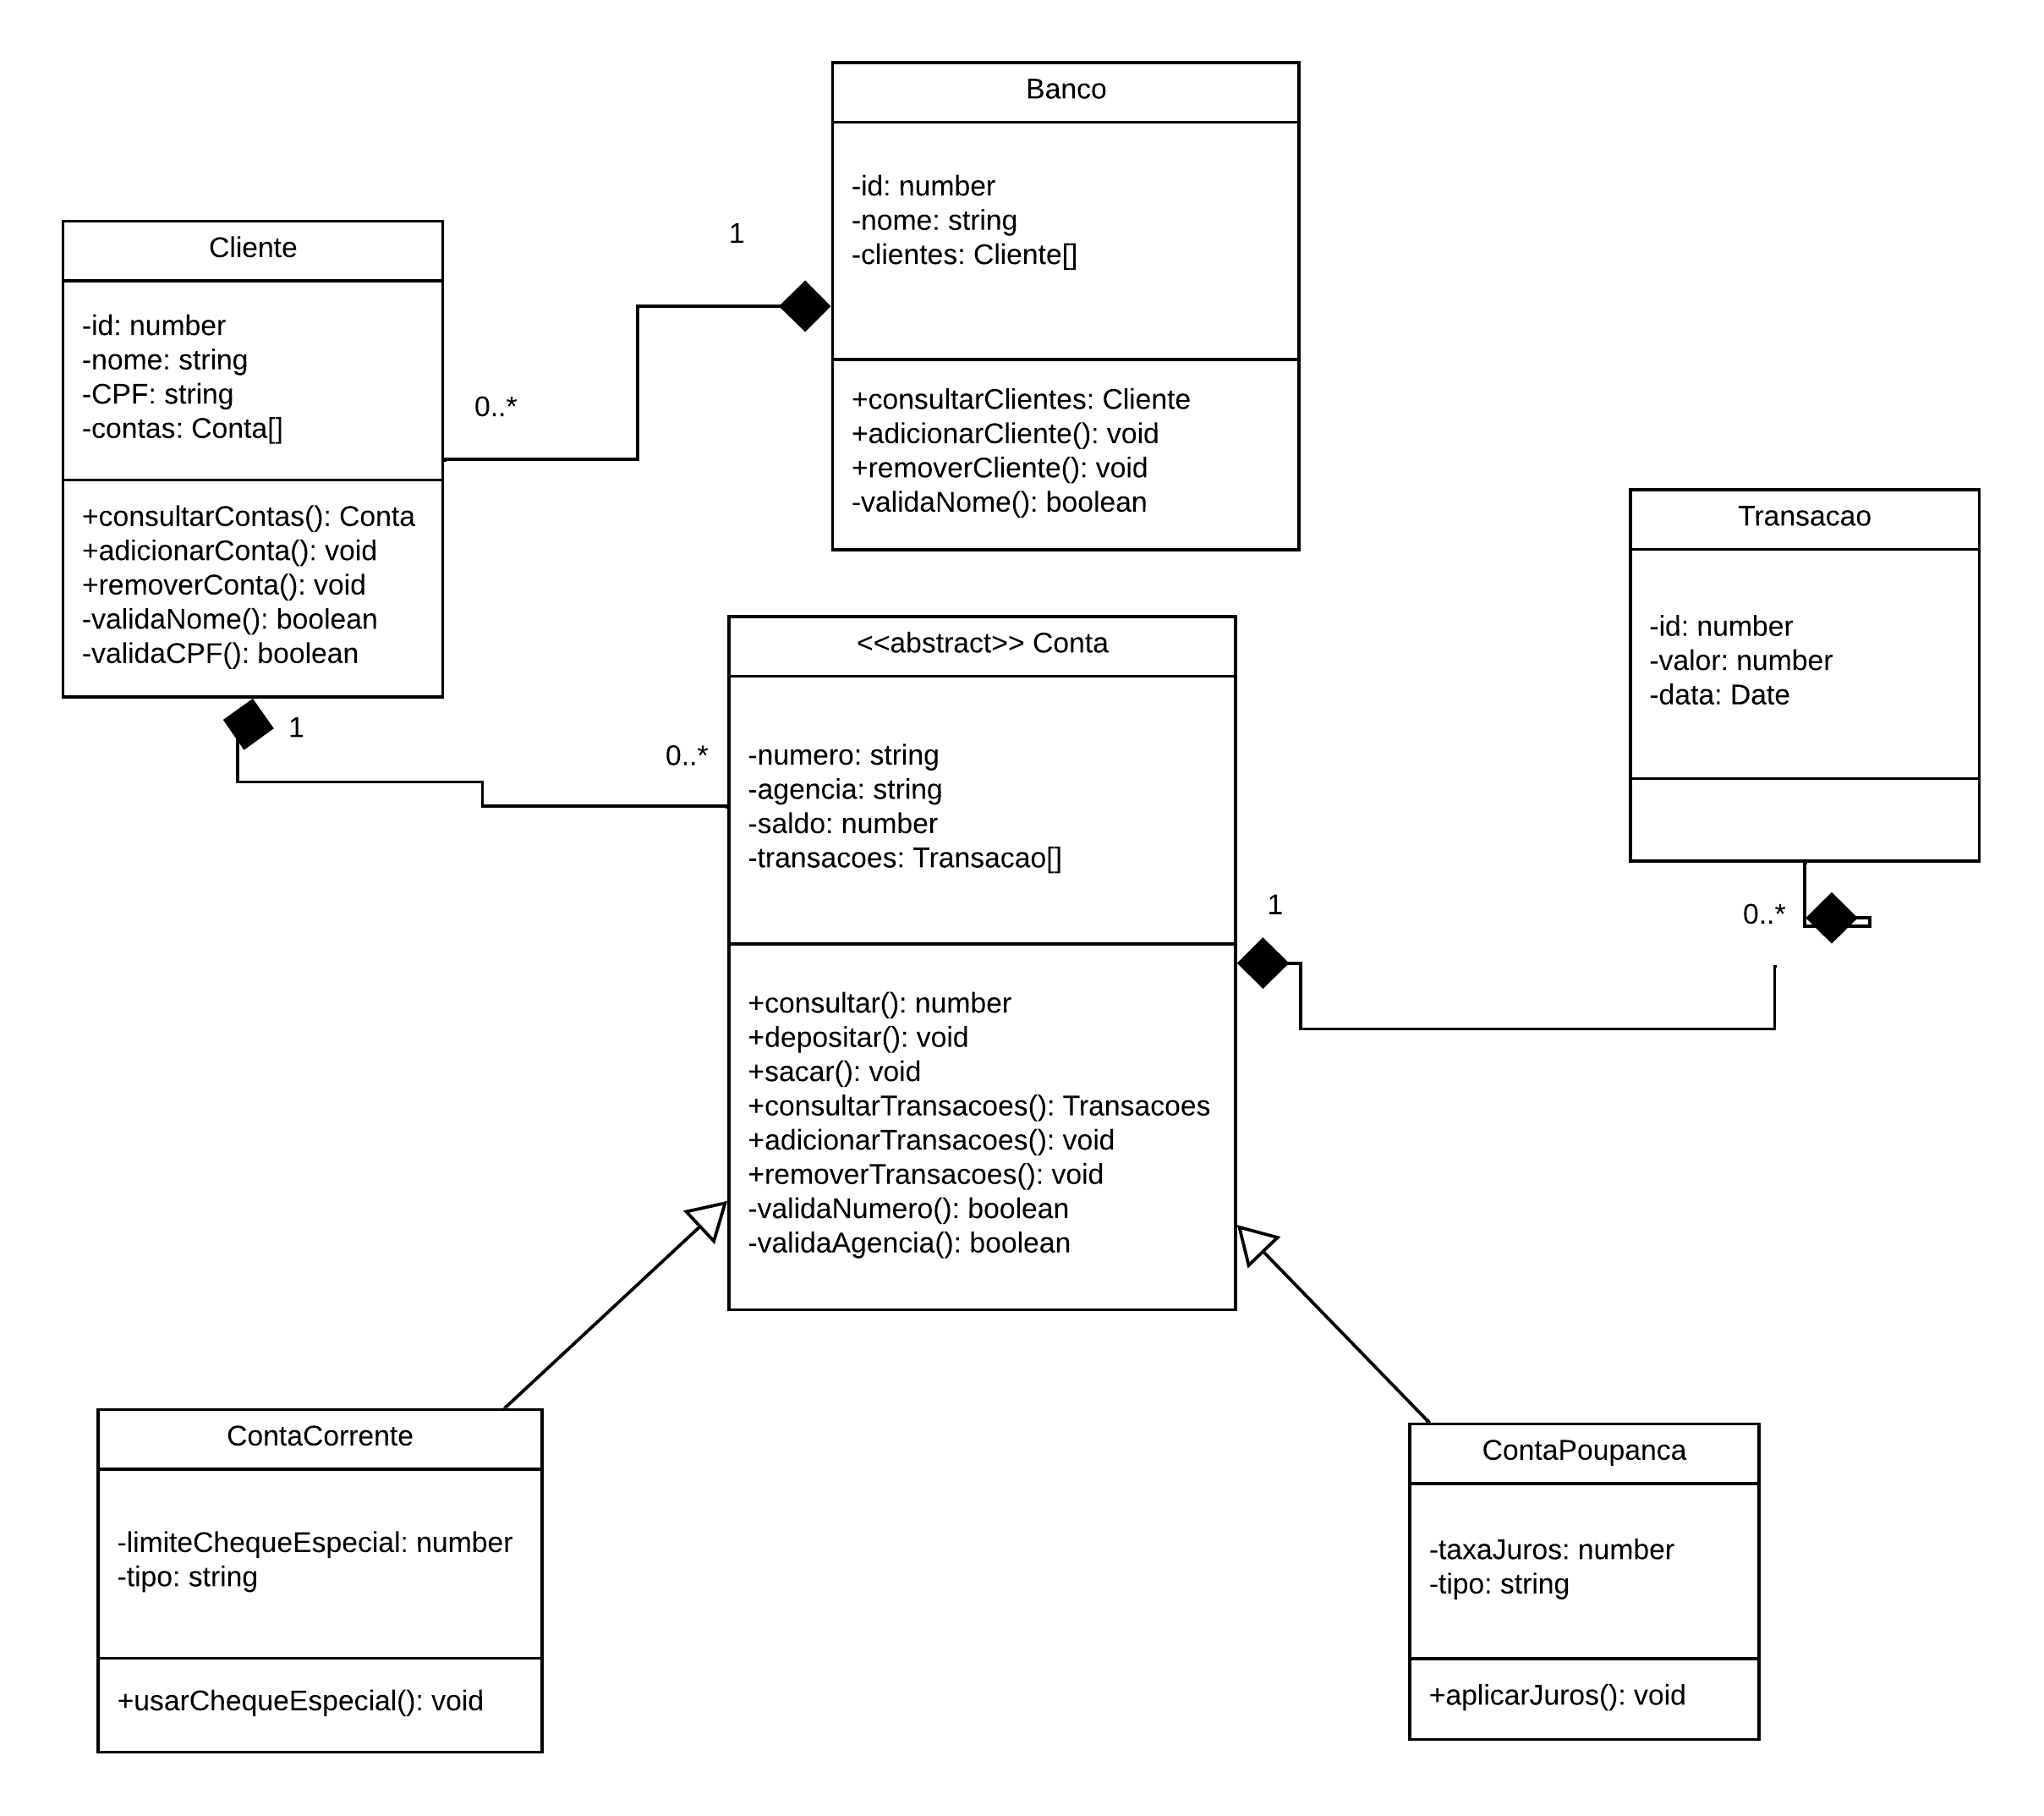 Banco
-id: number
-nome: string
-clientes: Cliente[]
+consultarClientes: Cliente
+adicionarCliente(): void
+removerCliente(): void
-validaNome(): boolean
1
0..*
Cliente
-id: number
-nome: string
-CPF: string
-contas: Conta[]
+consultarContas(): Conta
+adicionarConta(): void
+removerConta(): void
-validaNome(): boolean
-validaCPF(): boolean
1
0..*
<<abstract>> Conta
-numero: string
-agencia: string
-saldo: number
-transacoes: Transacao[]
+consultar(): number
+depositar(): void
+sacar(): void
+consultarTransacoes(): Transacoes
+adicionarTransacoes(): void
+removerTransacoes(): void
-validaNumero(): boolean
-validaAgencia(): boolean
1
0..*
Transacao
-id: number
-valor: number
-data: Date
ContaCorrente
-limiteChequeEspecial: number
-tipo: string
+usarChequeEspecial(): void
ContaPoupanca
-taxaJuros: number
-tipo: string
+aplicarJuros(): void